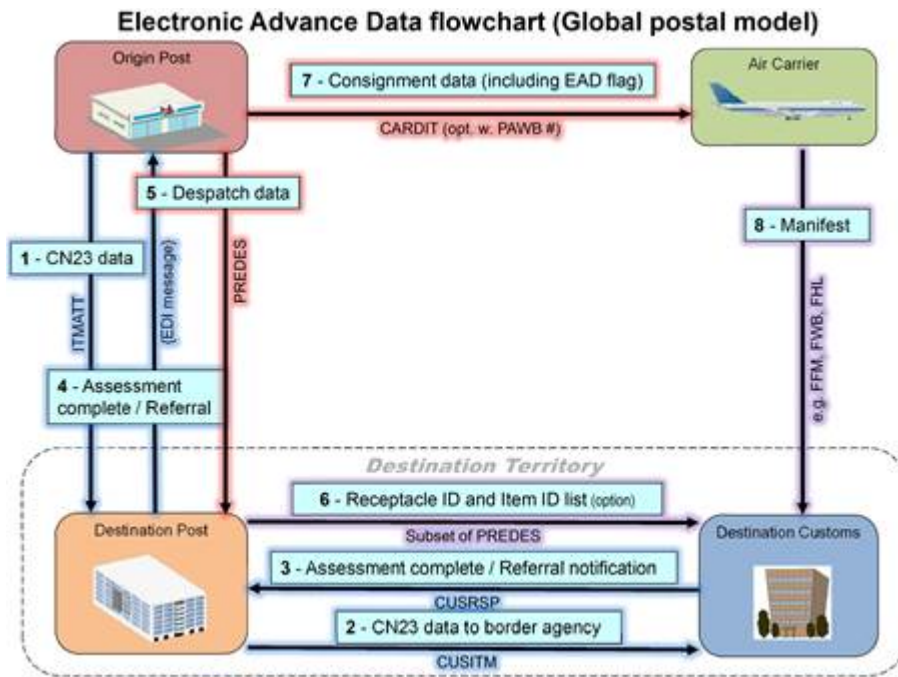 Electronic Advance Data flowchart (Global postal model)
Origin Post
7 - Consignment data (including EAD flag)
Air Carrier
CARDIT (opt. w. PAWB #)
5 - Despatch data
8 - Manifest
1 - CN23 data
PREDES
{EDI message}
ITMATT
e.g. FFM, FWB, FHL
4 - Assessment
complete / Referral
Destination Territory
6 - Receptacle ID and Item ID list (option)
Destination Post
Destination Customs
Subset of PREDES
3 - Assessment complete / Referral notification
CUSRSP
2 - CN23 data to border agency
CUSITM